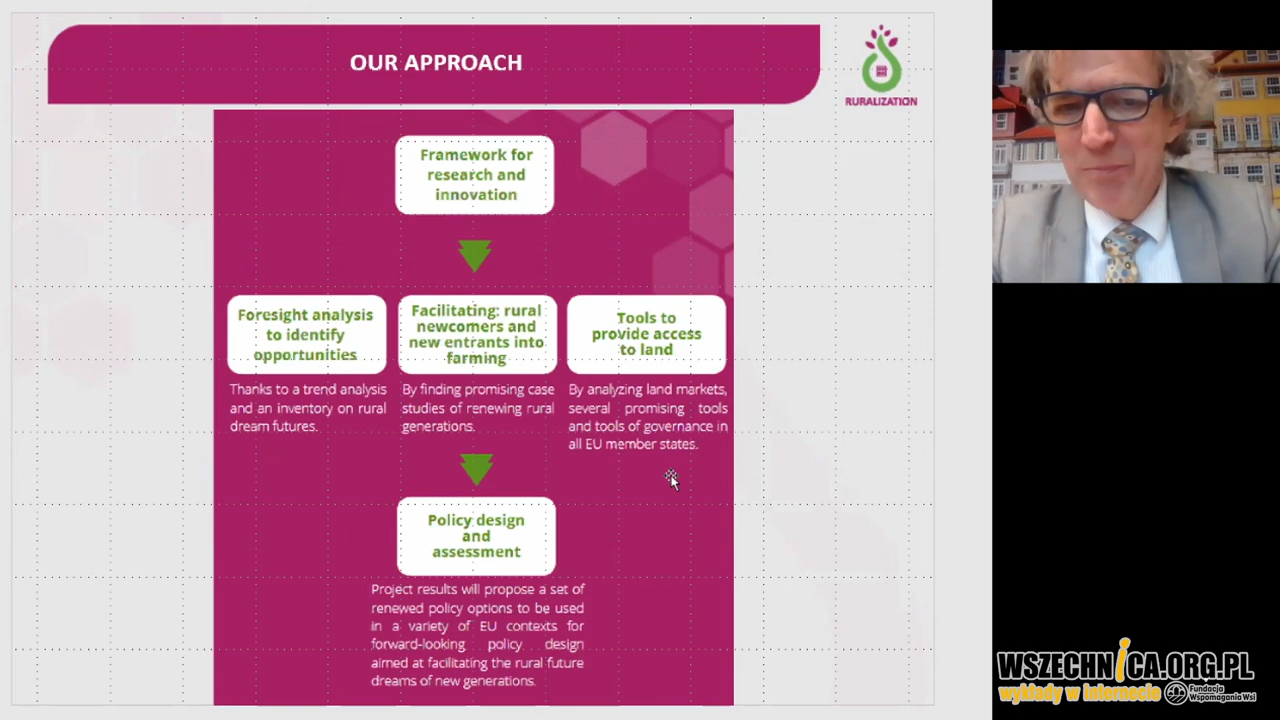 OUR APPROACH
RURALIZATION
Framework for
research and
innovation
Foresight analysis
to identify
opportunities
Thanks to a trend analysis
and an inventory on rural
dream futures.
Facilitating: rural
newcomers and
new entrants into
farming
By finding promising case
studies of renewing rural
generations.
Tools to
provide access
to land
By analyzing land markets,
several promising tools
and tools of governance in
all EU member states.
Policy design
and
assessment
Project results will propose a set of
renewed policy options to be used
in a variety of EU contexts for
forward-looking policy design
aimed at facilitating the rural future
dreams of new generations.
WSZECHNICA.ORG.PL
wykłady w internecie
Fundacja
Wspomagania Wsi